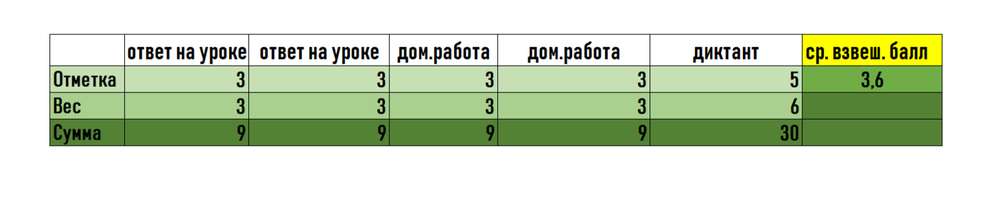 ответ на уроке ответ на уроке дом.работа дом.работа диктант ср. взвеш. балл
Отметка 3 3 3 3 5 3,6
Вес 3 3 3 3 6
Сумма 9 9 9 9 30